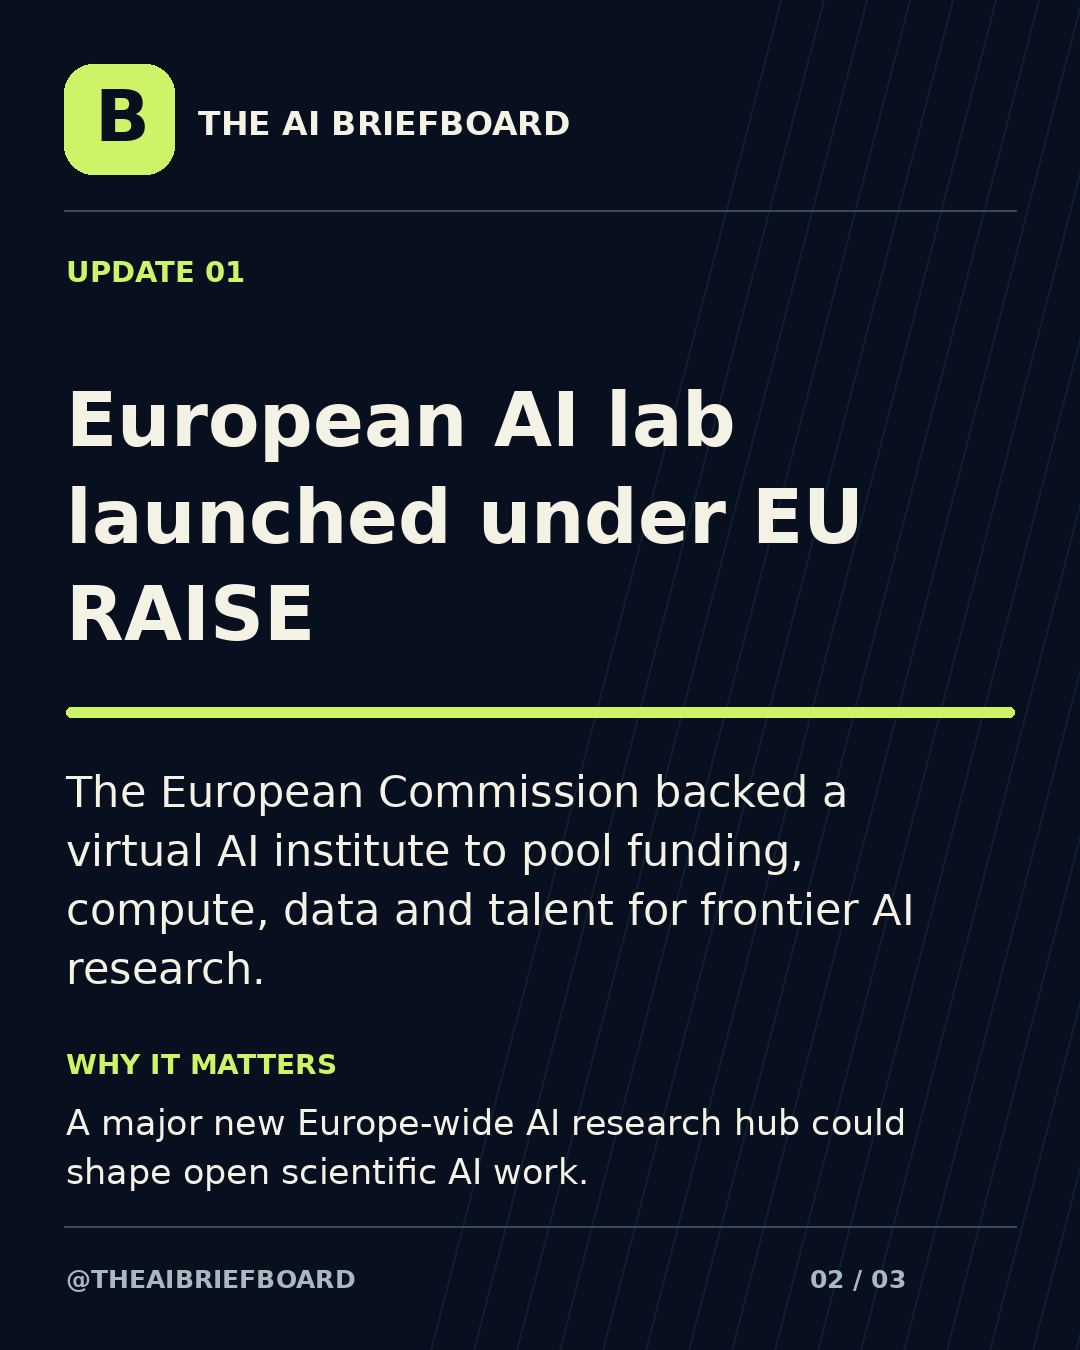 B
THE AI BRIEFBOARD
UPDATE 01
European AI lab
launched under EU
RAISE
The European Commission backed a
virtual AI institute to pool funding,
compute, data and talent for frontier AI
research.
WHY IT MATTERS
A major new Europe-wide AI research hub could
shape open scientific AI work.
@THEAIBRIEFBOARD
02 / 03